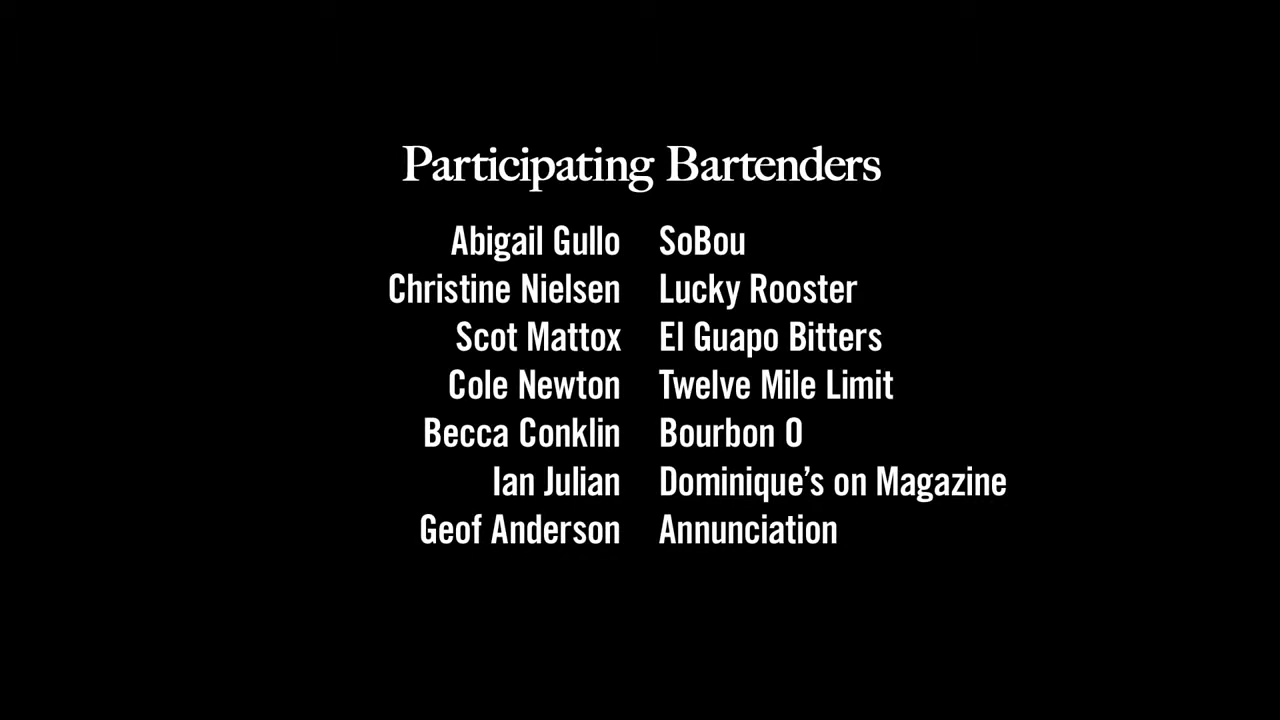 Participating Bartenders
Abigail Gullo SoBou
Christine Nielsen Lucky Rooster
Scot Mattox El Guapo Bitters
Cole Newton Twelve Mile Limit
Becca Conklin Bourbon O
Ian Julian Dominique’s on Magazine
Geof Anderson Annunciation